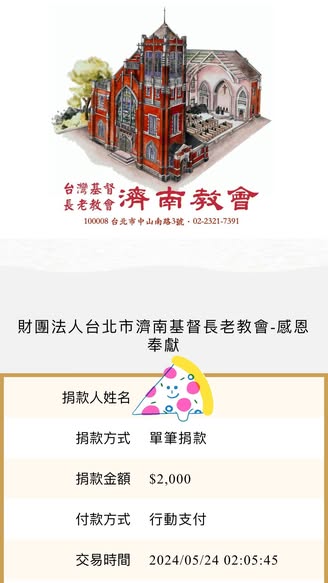 台灣基督
長老教會 濟南教會
100008 台北市中山南路3號・02-2321-7391
財團法人台北市濟南基督長老教會-感恩
奉獻
捐款人姓名
捐款方式 單筆捐款
捐款金額 $2,000
付款方式 行動支付
交易時間 2024/05/24 02:05:45